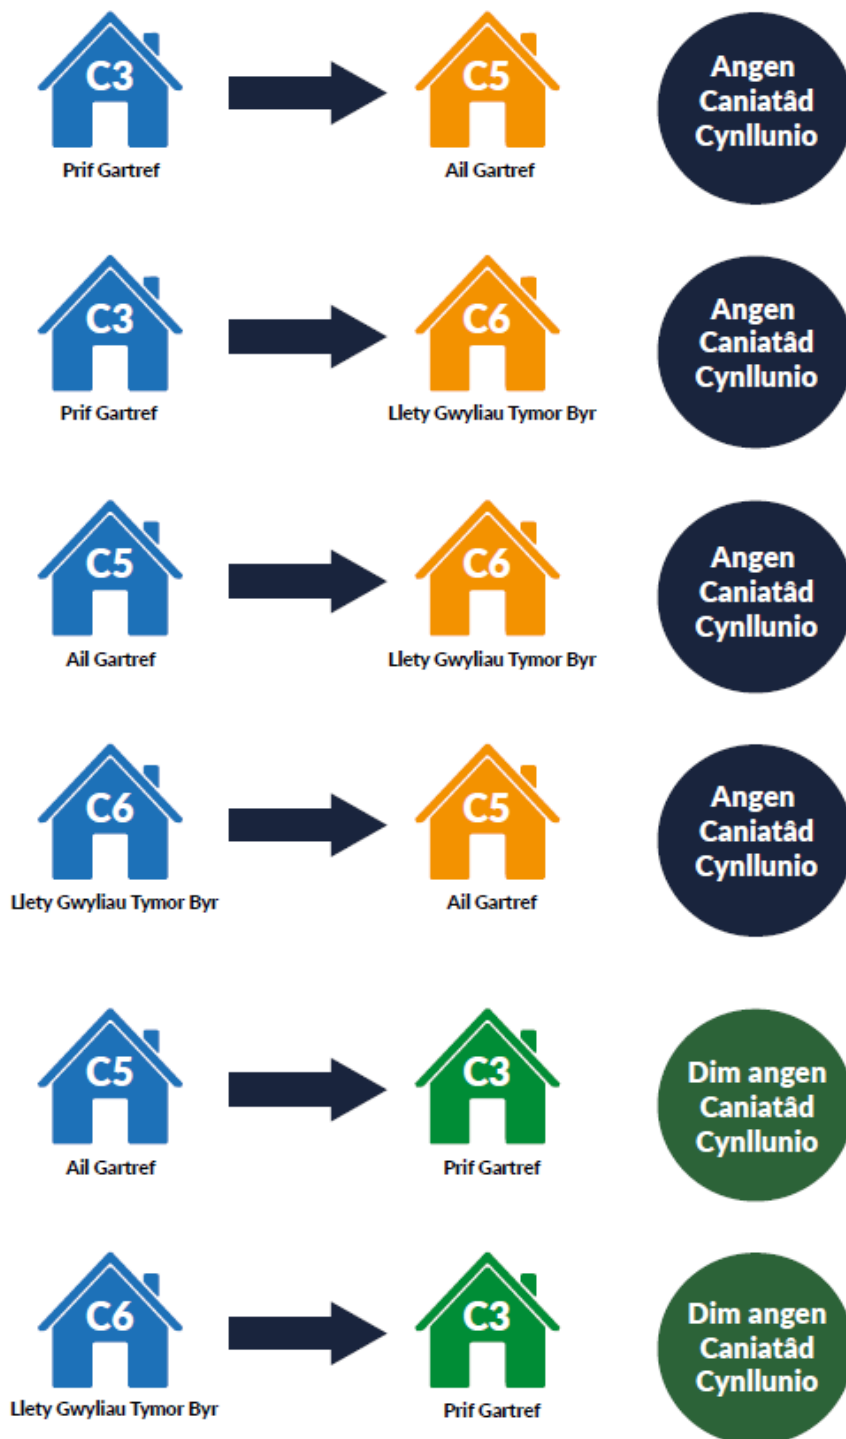 C3
C5
Angen
Caniatâd
Cynllunio
Prif Gartref
Ail Gartref
C3
C6
Angen
Caniatâd
Cynllunio
Prif Gartref
Llety Gwyliau Tymor Byr
C5
C6
Angen
Caniatâd
Cynllunio
Ail Gartref
Llety Gwyliau Tymor Byr
C6
C5
Angen
Caniatâd
Cynllunio
Llety Gwyliau Tymor Byr
Ail Gartref
C5
C3
Dim angen
Caniatâd
Cynllunio
Ail Gartref
Prif Gartref
C6
C3
Dim angen
Caniatâd
Cynllunio
Llety Gwyliau Tymor Byr
Prif Gartref